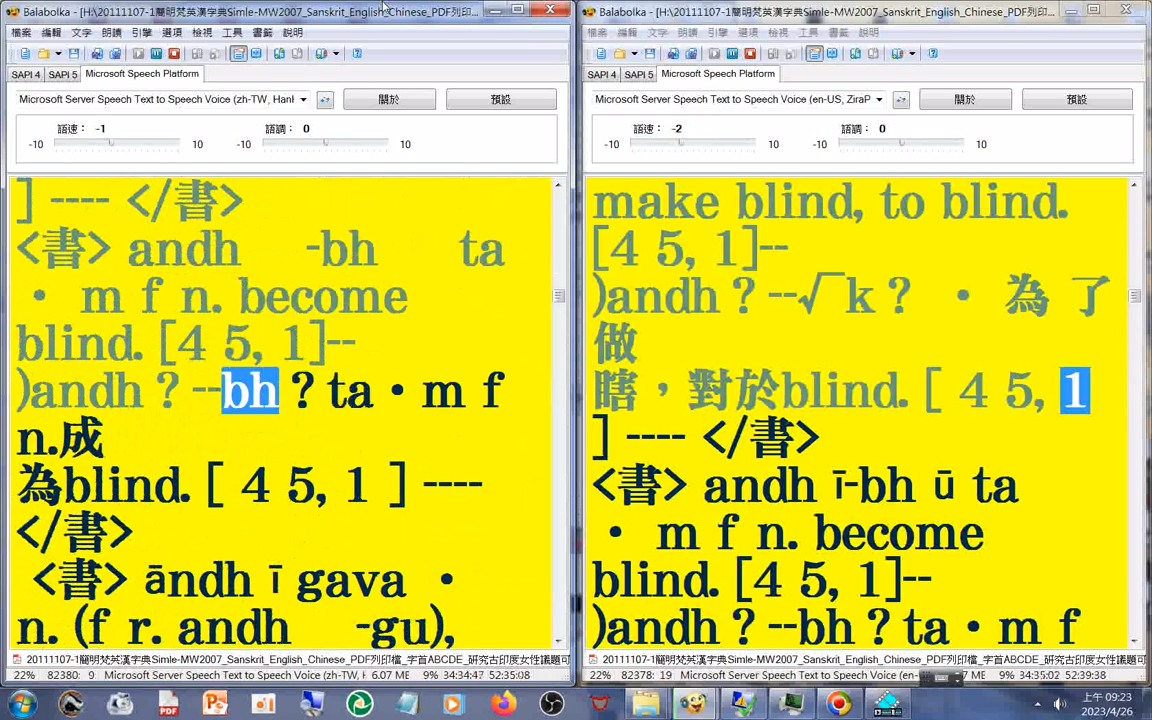 Balabolka - [H:\20111107-1簡明梵英漢字典Simle-MW2007_Sanskrit_English_Chinese_PDF列印...
檔案 編輯 文字 朗讀 引擎 選項 檢視 工具 書籤 說明
SAPI 4 SAPI 5 Microsoft Speech Platform
Microsoft Server Speech Text to Speech Voice (zh-TW, HanI
關於 預設
語速: -1 語調: 0
-10 10 -10 10
] ---- </書>
<書> andh -bh ta
• m f n. become
blind. [4 5, 1]--
)andh ? --bh ? ta • m f
n.成
為blind. [ 4 5, 1 ] ----
</書>
<書> āndh ī gava •
n. (f r. andh -gu),
20111107-1簡明梵英漢字典Simle-MW2007_Sanskrit_English_Chinese_PDF列印檔_字首ABCDE_研究古印度女性議題可
22% 82380: 9 Microsoft Server Speech Text to Speech Voice (zh-TW, 6.07 ME 9% 34:34:47 52:35:08
Balabolka - [H:\20111107-1簡明梵英漢字典Simle-MW2007_Sanskrit_English_Chinese_PDF列印...
檔案 編輯 文字 朗讀 引擎 選項 檢視 工具 書籤 說明
SAPI 4 SAPI 5 Microsoft Speech Platform
Microsoft Server Speech Text to Speech Voice (en-US, ZiraP
關於 預設
語速: -2 語調: 0
-10 10 -10 10
make blind, to blind.
[4 5, 1]--
)andh ? --√ k ? • 為 了
做
瞎，對於blind. [ 4 5, 1
] ---- </書>
<書> andh ī-bh ū ta
• m f n. become
blind. [4 5, 1]--
)andh ? --bh ? ta • m f
20111107-1簡明梵英漢字典Simle-MW2007_Sanskrit_English_Chinese_PDF列印檔_字首ABCDE_研究古印度女性議題可
22% 82378: 19 Microsoft Server Speech Text to Speech Voice (en-US, 6.07 ME 9% 34:35:02 52:39:38
上午 09:23
2023/4/26